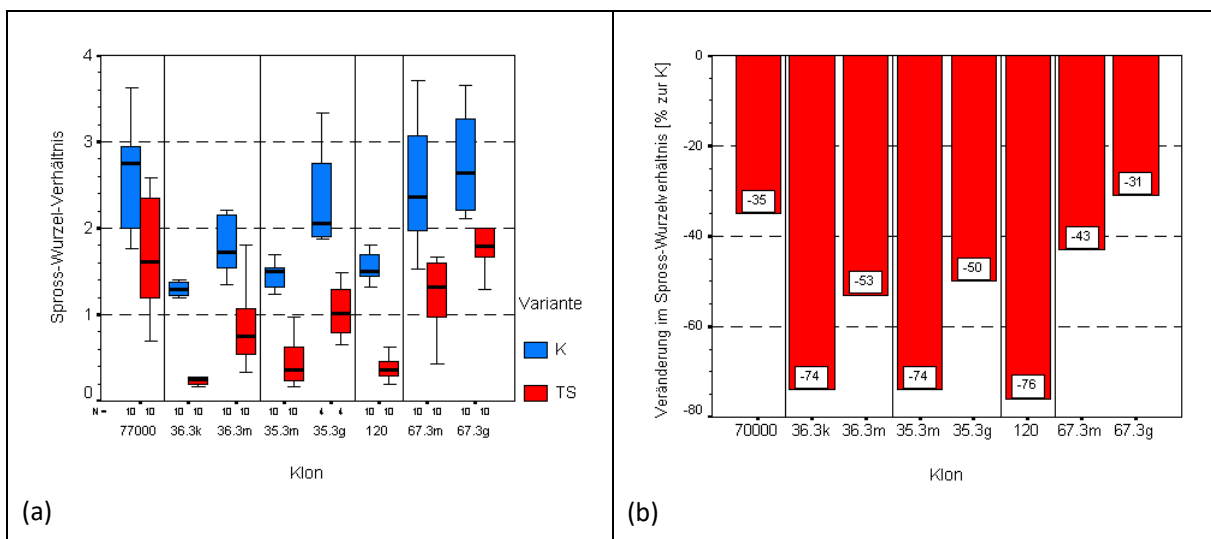 Spross-Wurzel-Verhältnis
4
3
2
1
0
N = 10 10 10 10 10 10 10 10 10 10 10 10 10 10
77000 36.3k 36.3m 35.3m 35.3g 120 67.3m 67.3g
Klon
Variante
K
TS
(a)
Veränderung im Spross-Wurzelverhältnis [% zur K]
0
-20
-40
-60
-80
-35
-74
-53
-74
-50
-76
-43
-31
70000 36.3k 36.3m 35.3m 35.3g 120 67.3m 67.3g
Klon
(b)